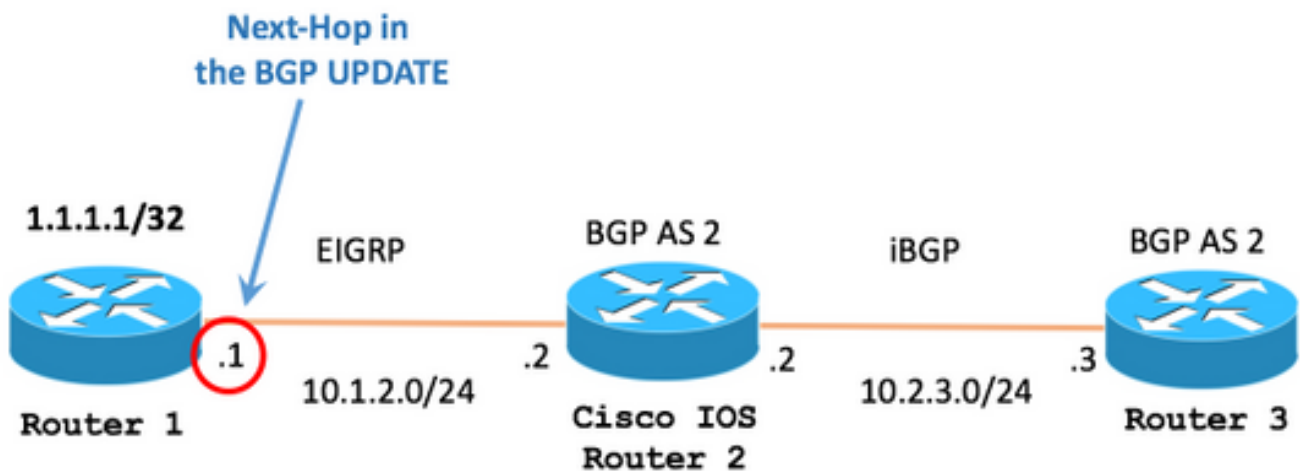 Next-Hop in
the BGP UPDATE
1.1.1.1/32
EIGRP
BGP AS 2
iBGP
BGP AS 2
.1
.2
.2
.3
10.1.2.0/24
10.2.3.0/24
Router 1
Cisco IOS
Router 2
Router 3